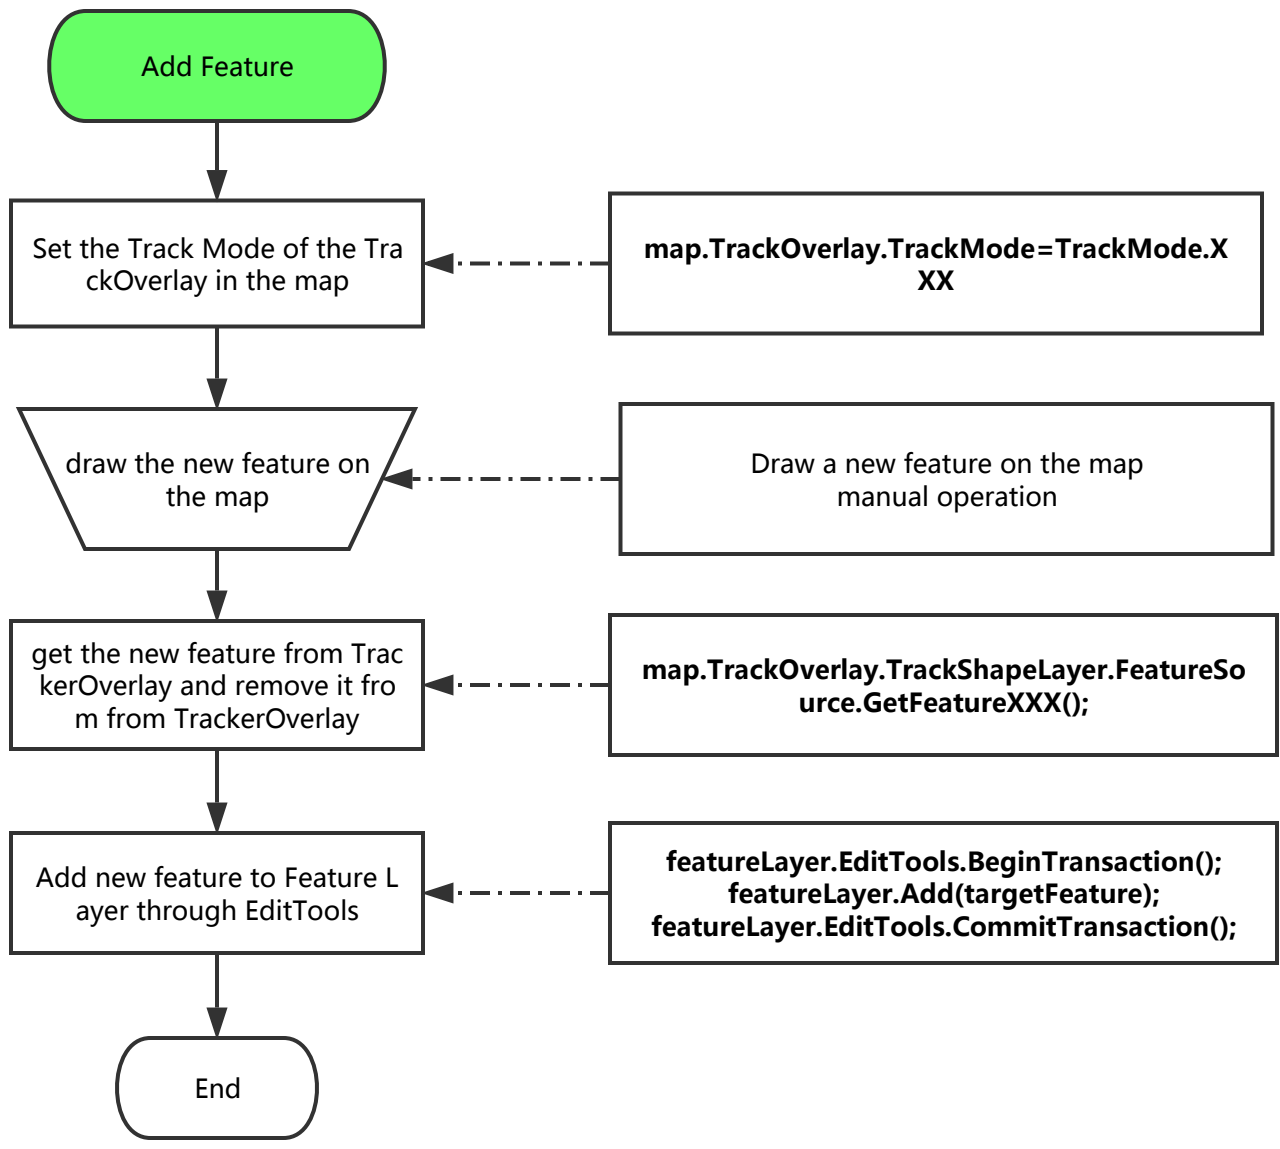 Add Feature
Set the Track Mode of the Tra
ckOverlay in the map
map.TrackOverlay.TrackMode=TrackMode.X
XX
draw the new feature on
the map
Draw a new feature on the map
manual operation
get the new feature from Trac
kerOverlay and remove it fro
m from TrackerOverlay
map.TrackOverlay.TrackShapeLayer.FeatureSo
urce.GetFeatureXXX();
Add new feature to Feature L
ayer through EditTools
featureLayer.EditTools.BeginTransaction();
featureLayer.Add(targetFeature);
featureLayer.EditTools.CommitTransaction();
End